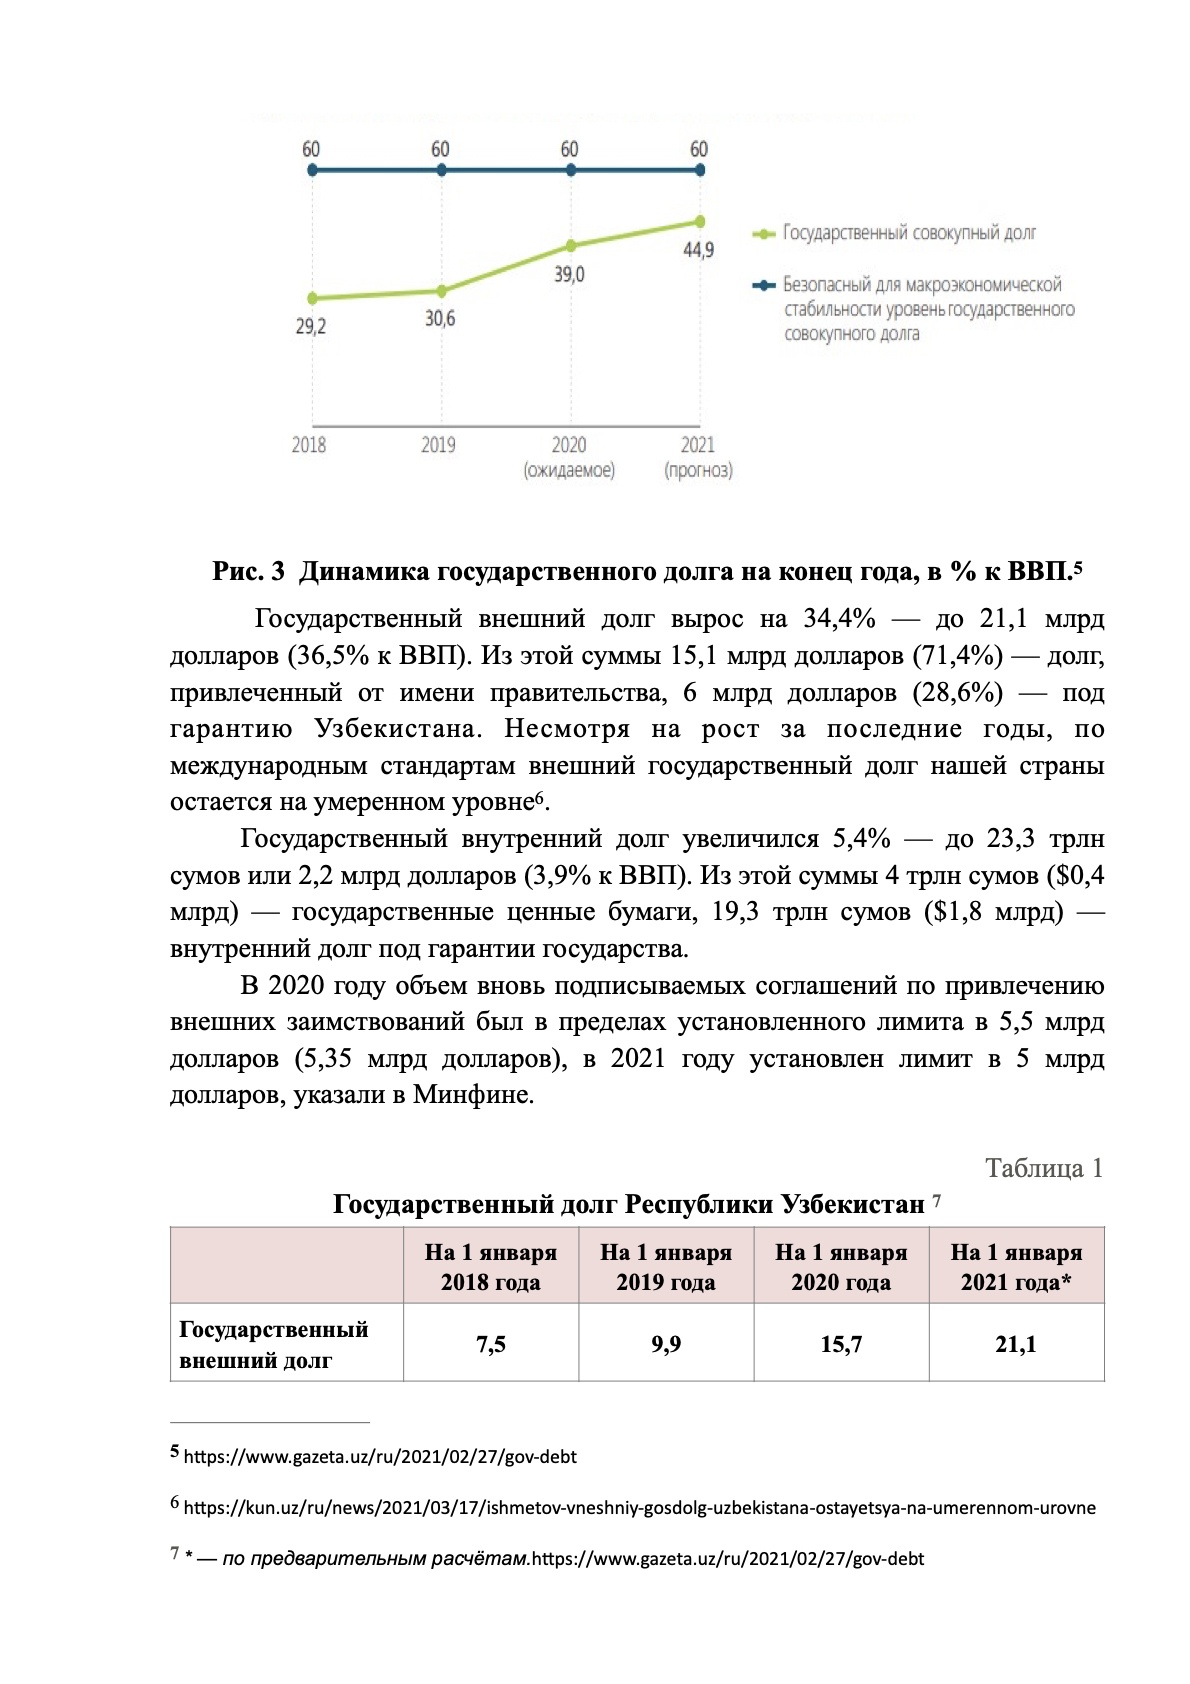 60 60 60 60
Государственный совокупный долг
44,9
39,0
Безопасный для макроэкономической
стабильности уровень государственного
совокупного долга
30,6
29,2
2018 2019 2020 2021
(ожидаемое) (прогноз)
Рис. 3 Динамика государственного долга на конец года, в % к ВВП.5
Государственный внешний долг вырос на 34,4% — до 21,1 млрд
долларов (36,5% к ВВП). Из этой суммы 15,1 млрд долларов (71,4%) — долг,
привлеченный от имени правительства, 6 млрд долларов (28,6%) — под
гарантию Узбекистана. Несмотря на рост за последние годы, по
международным стандартам внешний государственный долг нашей страны
остается на умеренном уровне6.
Государственный внутренний долг увеличился 5,4% — до 23,3 трлн
сумов или 2,2 млрд долларов (3,9% к ВВП). Из этой суммы 4 трлн сумов ($0,4
млрд) — государственные ценные бумаги, 19,3 трлн сумов ($1,8 млрд) —
внутренний долг под гарантии государства.
В 2020 году объем вновь подписываемых соглашений по привлечению
внешних заимствований был в пределах установленного лимита в 5,5 млрд
долларов (5,35 млрд долларов), в 2021 году установлен лимит в 5 млрд
долларов, указали в Минфине.
Таблица 1
Государственный долг Республики Узбекистан 7
На 1 января На 1 января На 1 января На 1 января
2018 года 2019 года 2020 года 2021 года*
Государственный
внешний долг 7,5 9,9 15,7 21,1
5 https://www.gazeta.uz/ru/2021/02/27/gov-debt
6 https://kun.uz/ru/news/2021/03/17/ishmetov-vneshniy-gosdolg-uzbekistana-ostayetsya-na-umerennom-urovne
7 * — по предварительным расчётам.https://www.gazeta.uz/ru/2021/02/27/gov-debt